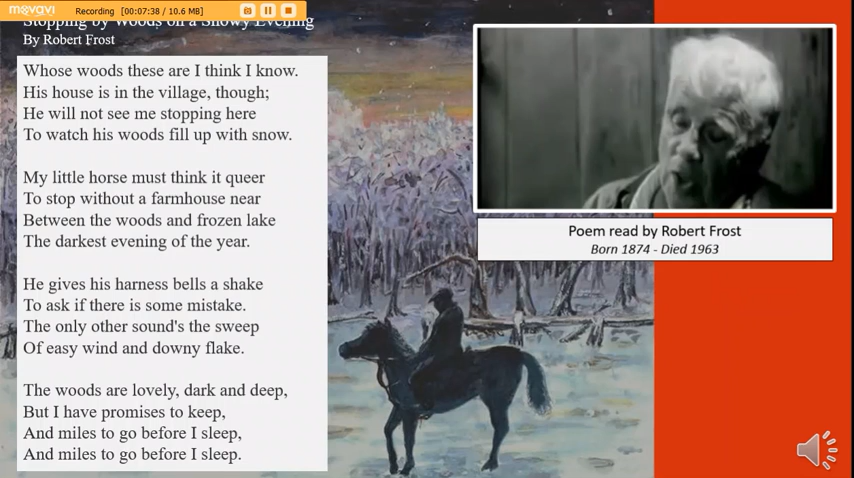 movavi
Recording [00:07:38 / 10.6 MB]
Stopping by Woods on a Snowy Evening
By Robert Frost
Whose woods these are I think I know.
His house is in the village, though;
He will not see me stopping here
To watch his woods fill up with snow.
My little horse must think it queer
To stop without a farmhouse near
Between the woods and frozen lake
The darkest evening of the year.
He gives his harness bells a shake
To ask if there is some mistake.
The only other sound's the sweep
Of easy wind and downy flake.
The woods are lovely, dark and deep,
But I have promises to keep,
And miles to go before I sleep,
And miles to go before I sleep.
Poem read by Robert Frost
Born 1874 - Died 1963